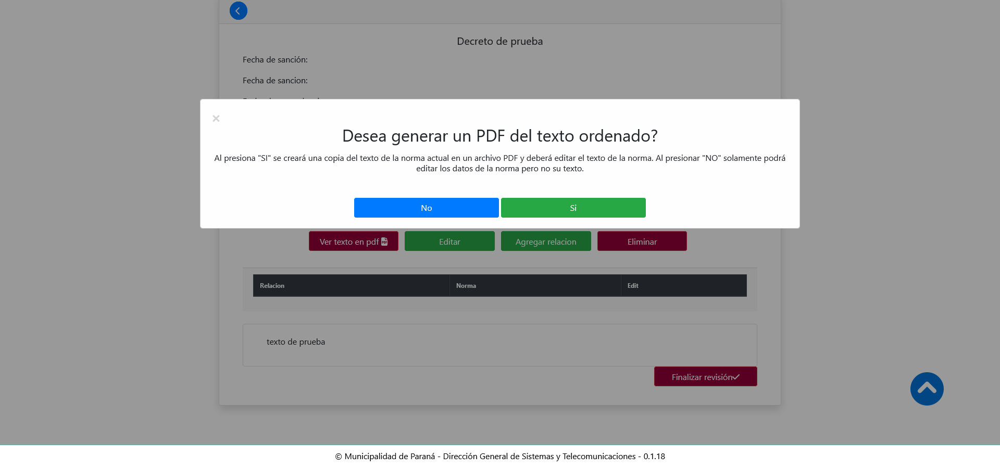 Decreto de prueba
Fecha de sanción:
Fecha de sancion:
Desea generar un PDF del texto ordenado?
Al presiona "SI" se creará una copia del texto de la norma actual en un archivo PDF y deberá editar el texto de la norma. Al presionar "NO" solamente podrá
editar los datos de la norma pero no su texto.
No Si
Ver texto en pdf Editar Agregar relacion Eliminar
Relacion Norma Edit
texto de prueba
Finalizar revisión
© Municipalidad de Paraná - Dirección General de Sistemas y Telecomunicaciones - 0.1.18